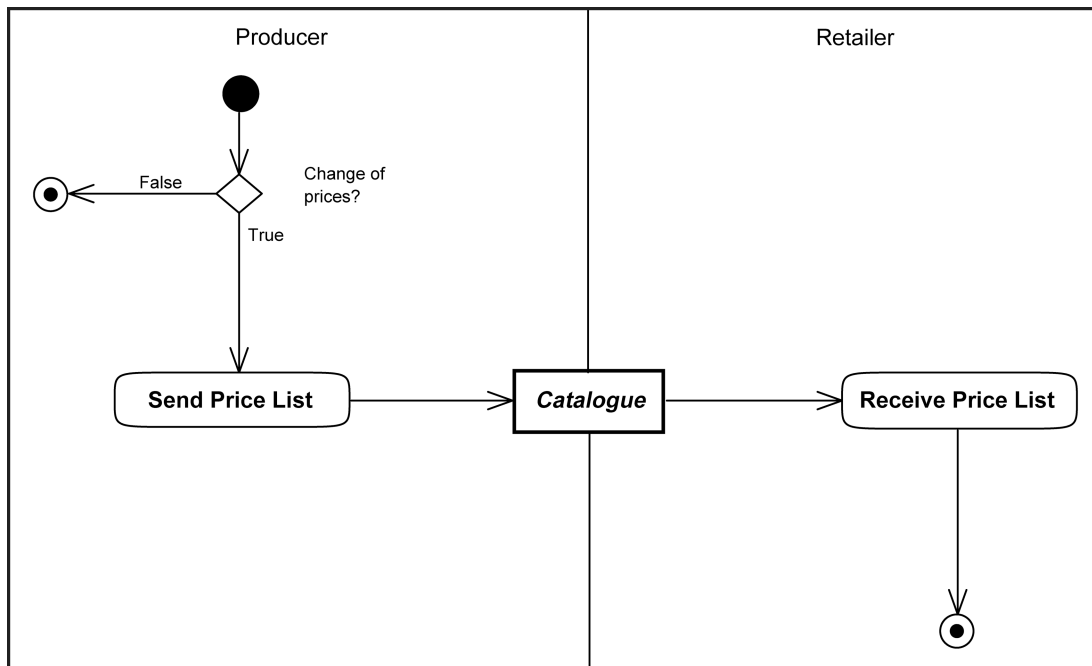 Producer
Retailer
Change of
prices?
False
True
Send Price List
Catalogue
Receive Price List